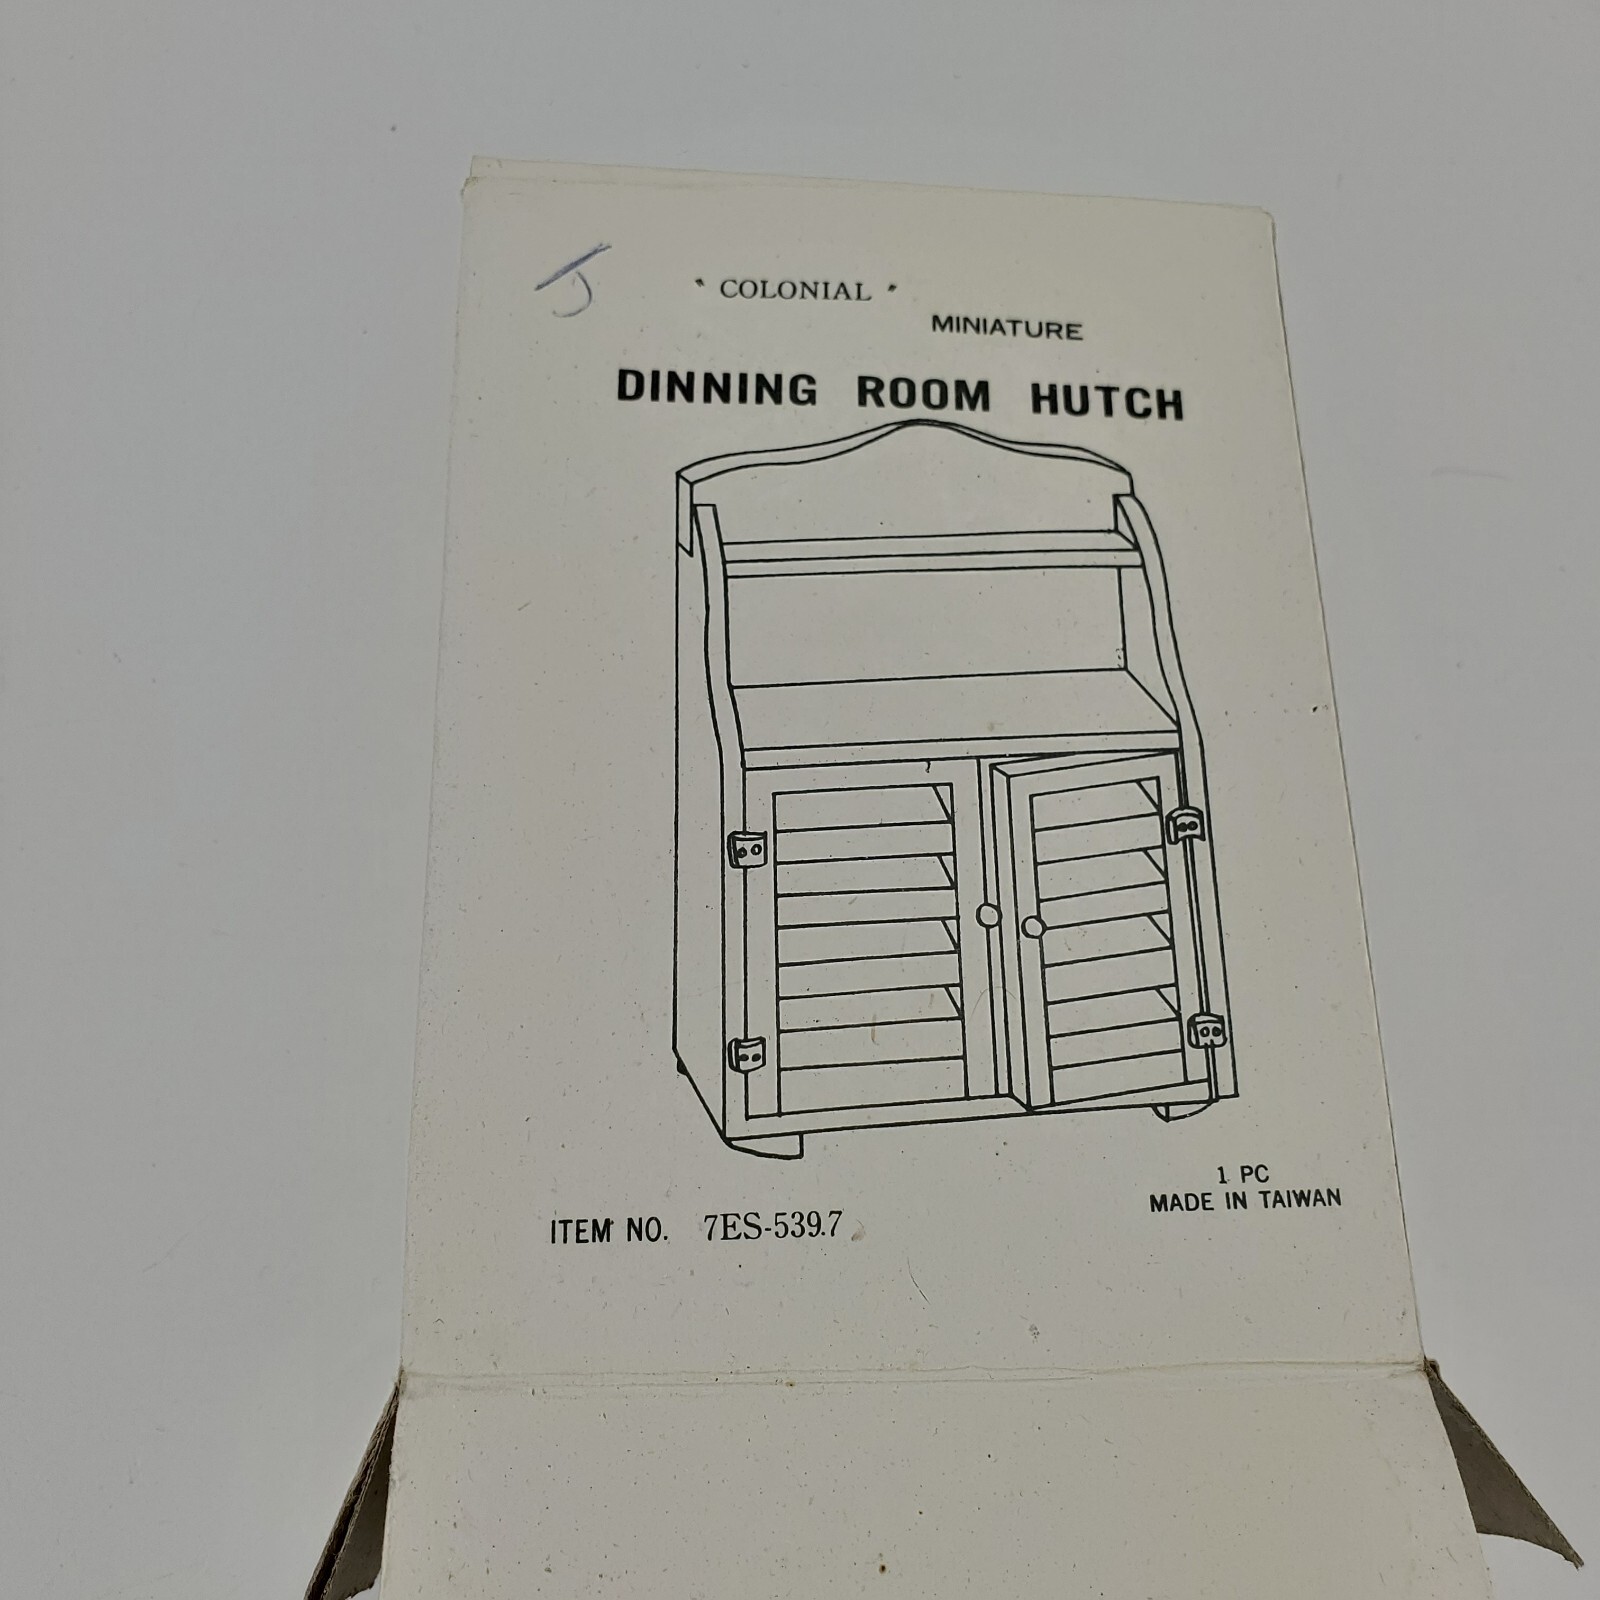 " COLONIAL "
MINIATURE
DINNING ROOM HUTCH
1 PC
MADE IN TAIWAN
ITEM NO. 7ES-539.7